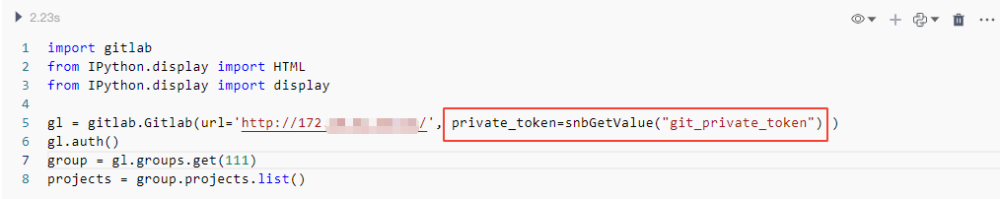 2.23s
1 import gitlab
2 from IPython.display import HTML
3 from IPython.display import display
4
5 gl = gitlab.Gitlab(url='http://172. /', private_token=snbGetValue("git_private_token") )
6 gl.auth()
7 group = gl.groups.get(111)
8 projects = group.projects.list()